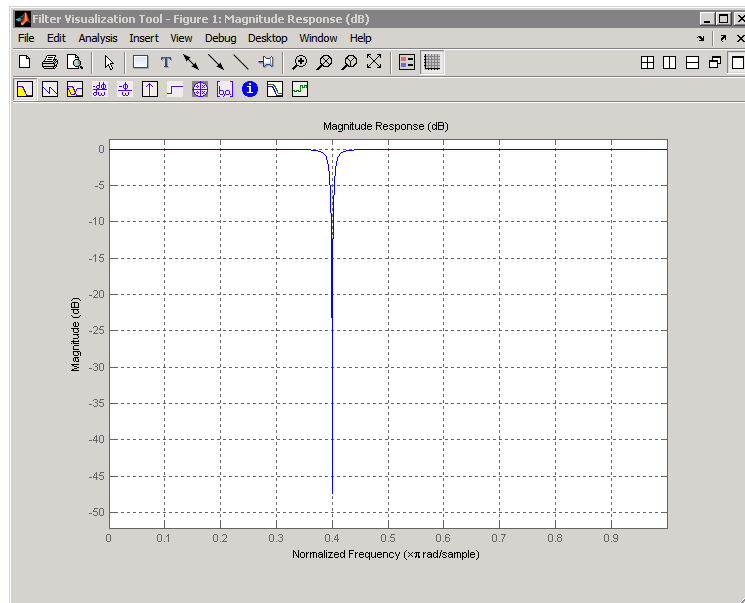 Filter Visualization Tool - Figure 1: Magnitude Response (dB)
File Edit Analysis Insert View Debug Desktop Window Help
Magnitude Response (dB)
0
-5
-10
-15
-20
-25
-30
-35
-40
-45
-50
Magnitude (dB)
0 0.1 0.2 0.3 0.4 0.5 0.6 0.7 0.8 0.9
Normalized Frequency (×π rad/sample)